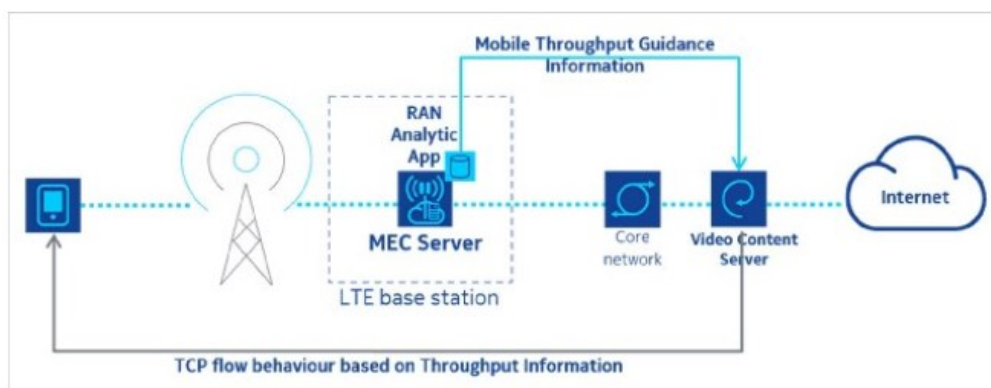 Mobile Throughput Guidance
Information
RAN
Analytic
App
MEC Server
LTE base station
Core
network
Video Content
Server
Internet
TCP flow behaviour based on Throughput Information